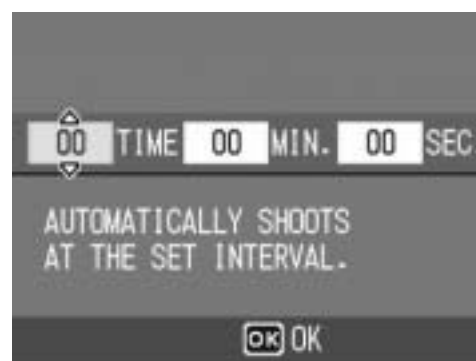 00 TIME 00 MIN. 00 SEC.
AUTOMATICALLY SHOOTS
AT THE SET INTERVAL.
OK OK